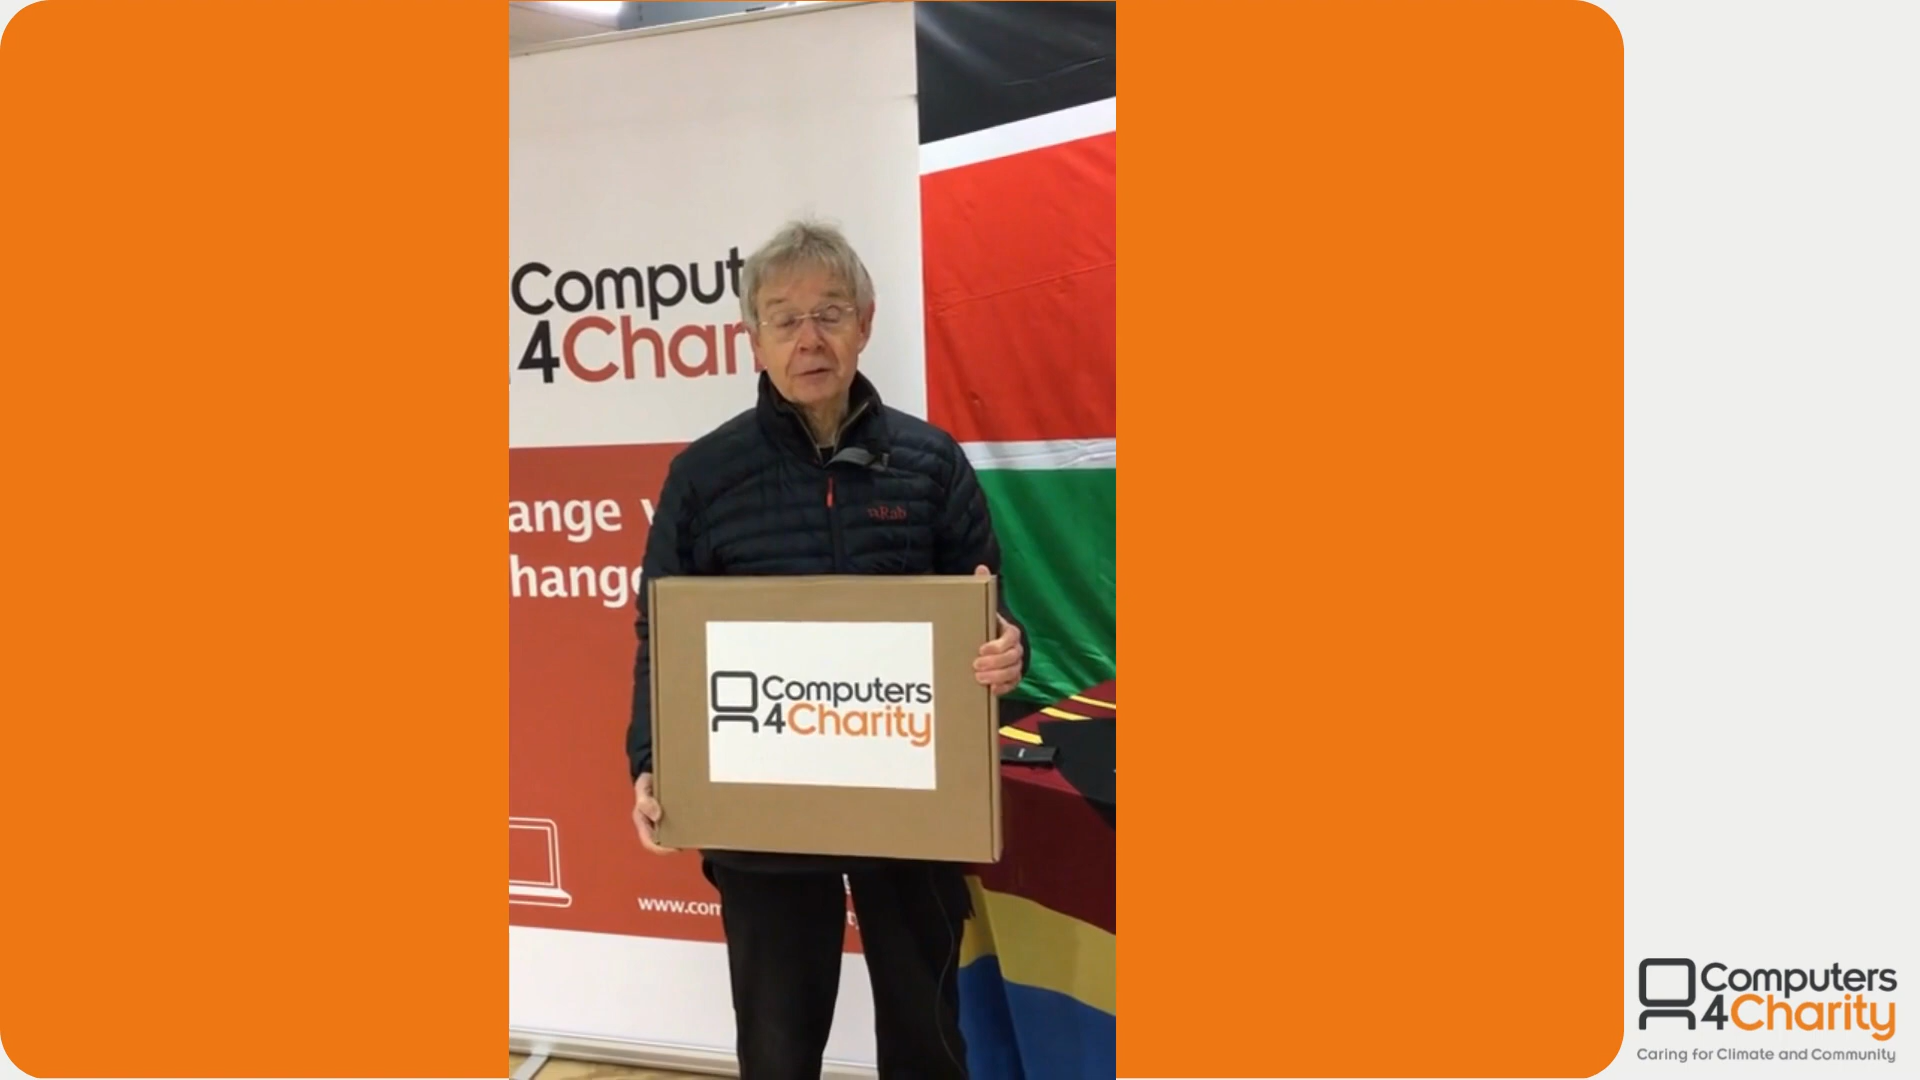 Comput
4Char
ange
hange
Rab
Computers
4Charity
www.com
Computers
4Charity
Caring for Climate and Community